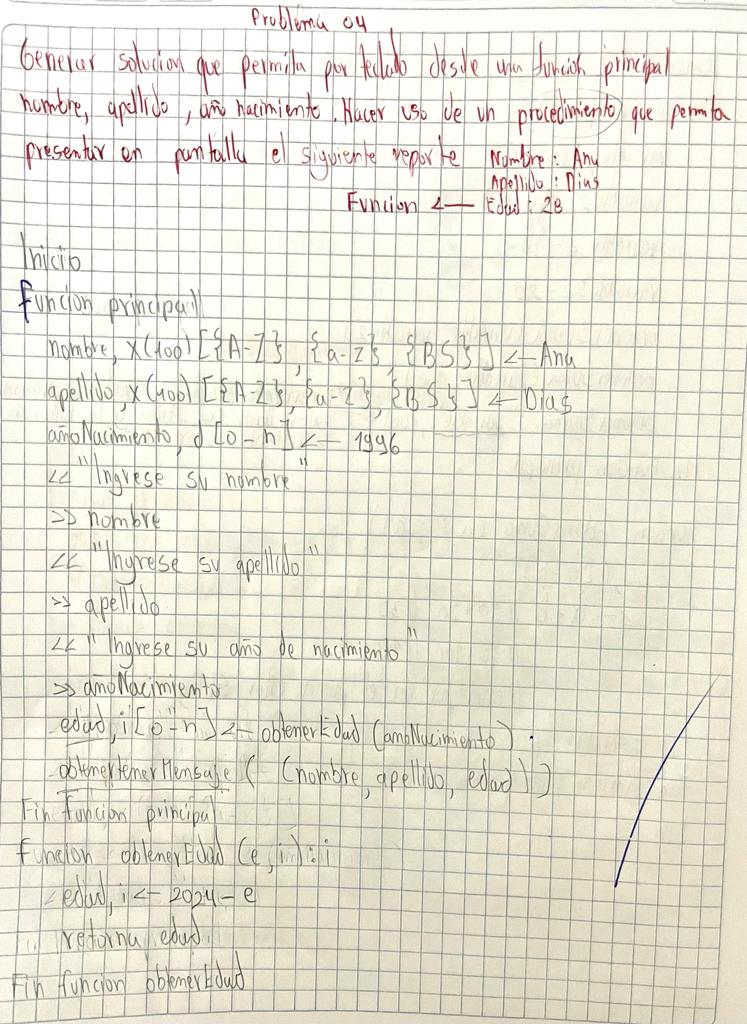 Problema 04
Generar solucion que permita por teclado desde una funcion principal
nombre, apellido, año nacimiento. Hacer uso de un procedimiento que permita
presentar en pantalla el siguiente reporte Nombre: Ana
Apellido: Dias
Funcion <— Edad: 28
Inicio
funcion principal
nombre, X(100) [{A-Z}, {a-z}, {BS}] <— Ana
apellido, X(100) [{A-Z}, {a-z}, {BS}] <— Dias
añoNacimiento, d [0-n] <— 1996
<< "Ingrese su nombre"
>> nombre
<< "Ingrese su apellido"
>> apellido
<< "Ingrese su año de nacimiento"
>> añoNacimiento
edad, i [0-n] <— obtenerEdad (anoNacimiento)
obtenertenerMensaje ( (nombre, apellido, edad))
Fin funcion principal
funcion obtenerEdad (e, i): i
edad, i <— 2024 - e
retorna edad
Fin funcion obtenerEdad